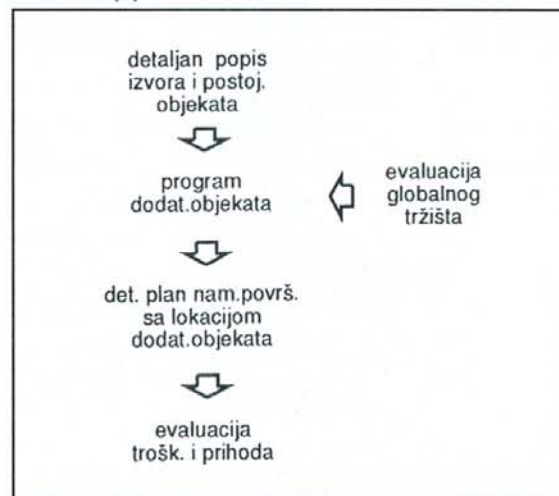 detaljan popis
izvora i postoj.
objekata
program
dodat.objekata
evaluacija
globalnog
tržišta
det. plan nam.površ.
sa lokacijom
dodat.objekata
evaluacija
trošk. i prihoda